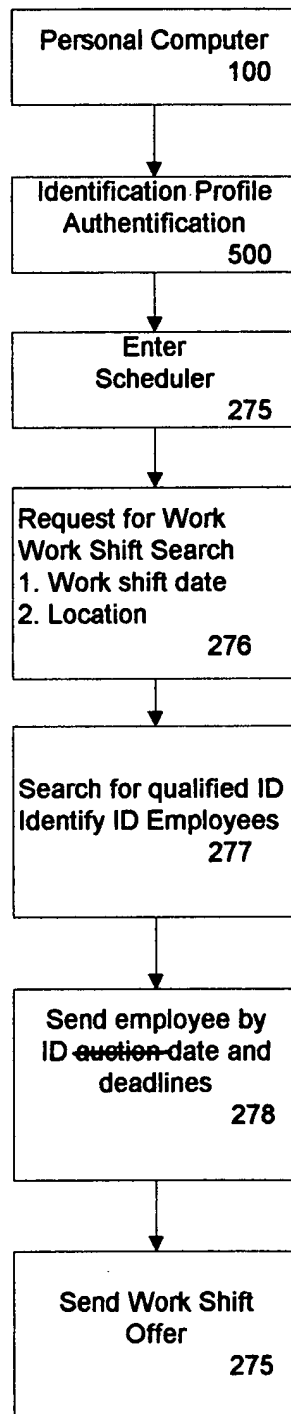 Personal Computer
100
Identification Profile
Authentification
500
Enter
Scheduler
275
Request for Work
Work Shift Search
1. Work shift date
2. Location
276
Search for qualified ID
Identify ID Employees
277
Send employee by
ID auction date and
deadlines
278
Send Work Shift
Offer
275